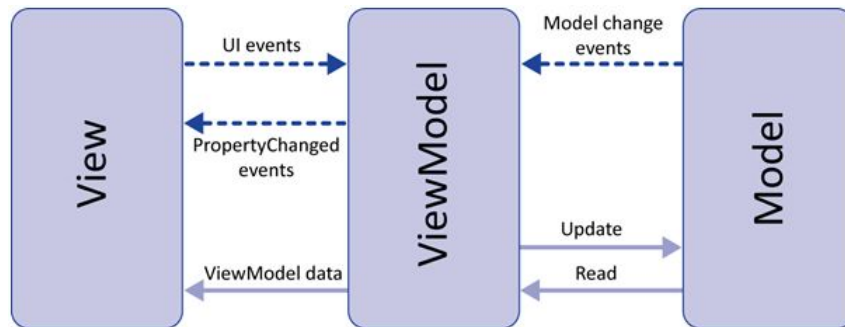 View
UI events
PropertyChanged
events
ViewModel data
ViewModel
Model change
events
Update
Read
Model